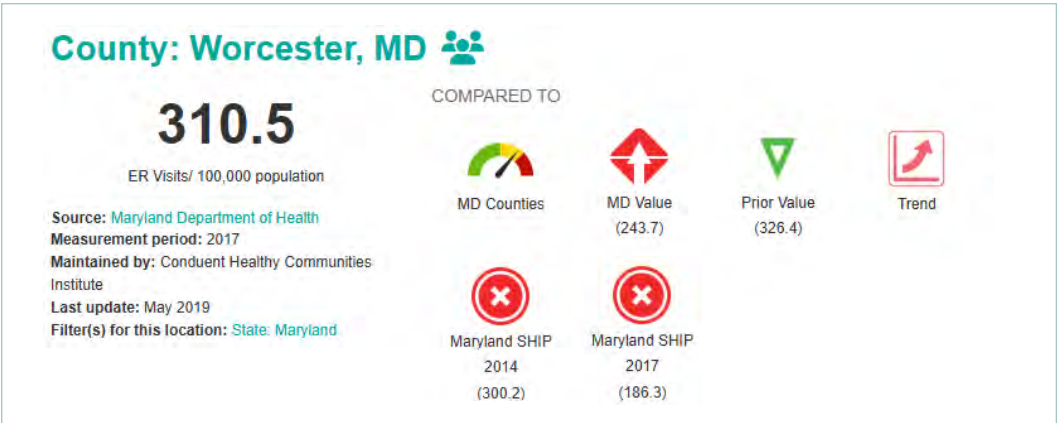 County: Worcester, MD
310.5
ER Visits/ 100,000 population
Source: Maryland Department of Health
Measurement period: 2017
Maintained by: Conduent Healthy Communities
Institute
Last update: May 2019
Filter(s) for this location: State: Maryland
COMPARED TO
MD Counties
MD Value
(243.7)
Prior Value
(326.4)
Trend
Maryland SHIP
2014
(300.2)
Maryland SHIP
2017
(186.3)